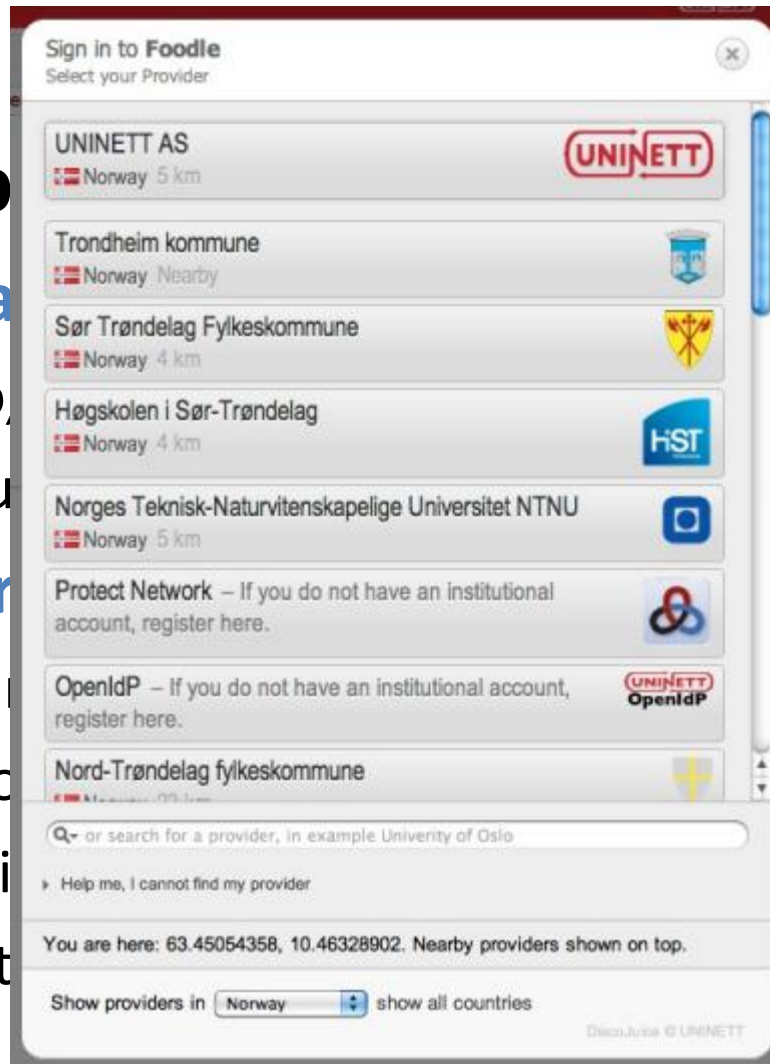 Sign in to Foodle
Select your Provider
UNINETT AS
UNINETT
Norway 5 km
Trondheim kommune
Norway Nearby
Sør Trøndelag Fylkeskommune
Norway 4 km
Høgskolen i Sør-Trøndelag
HiST
Norway 4 km
Norges Teknisk-Naturvitenskapelige Universitet NTNU
Norway 5 km
Protect Network – If you do not have an institutional
account, register here.
OpenIdP – If you do not have an institutional account,
register here.
UNINETT
OpenIdP
Nord-Trøndelag fylkeskommune
or search for a provider, in example Univerity of Oslo
Help me, I cannot find my provider
You are here: 63.45054358, 10.46328902. Nearby providers shown on top.
Show providers in Norway show all countries
DiscoJuice © UNINETT